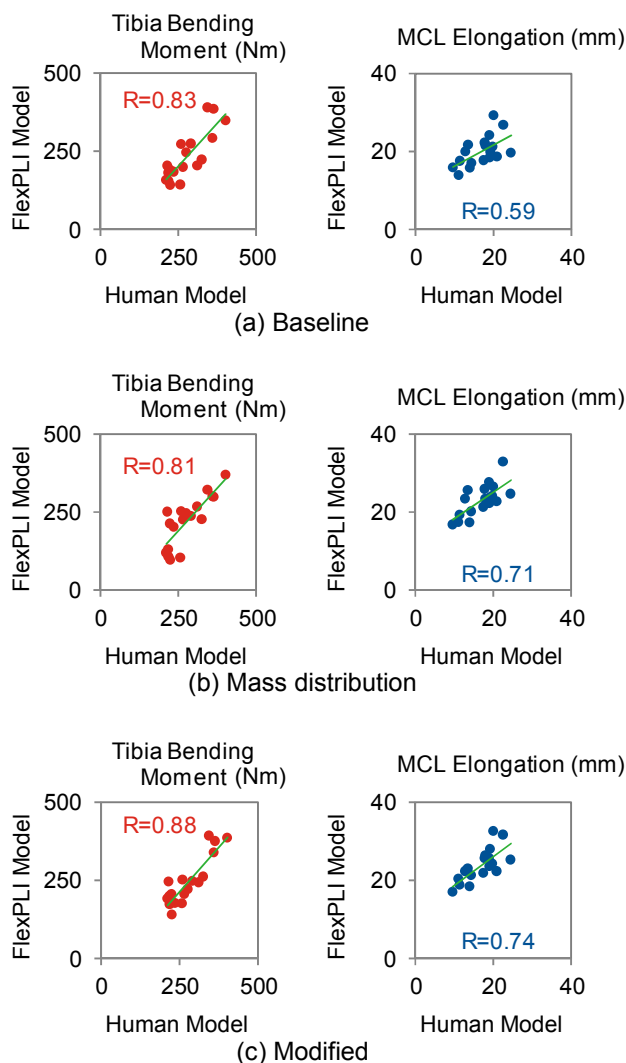 Tibia Bending
Moment (Nm)
500
R=0.83
250
0
0
250
500
FlexPLI Model
Human Model
MCL Elongation (mm)
40
20
R=0.59
0
0
20
40
FlexPLI Model
Human Model
(a) Baseline
Tibia Bending
Moment (Nm)
500
R=0.81
250
0
0
250
500
FlexPLI Model
Human Model
MCL Elongation (mm)
40
20
R=0.71
0
0
20
40
FlexPLI Model
Human Model
(b) Mass distribution
Tibia Bending
Moment (Nm)
500
R=0.88
250
0
0
250
500
FlexPLI Model
Human Model
MCL Elongation (mm)
40
20
R=0.74
0
0
20
40
FlexPLI Model
Human Model
(c) Modified